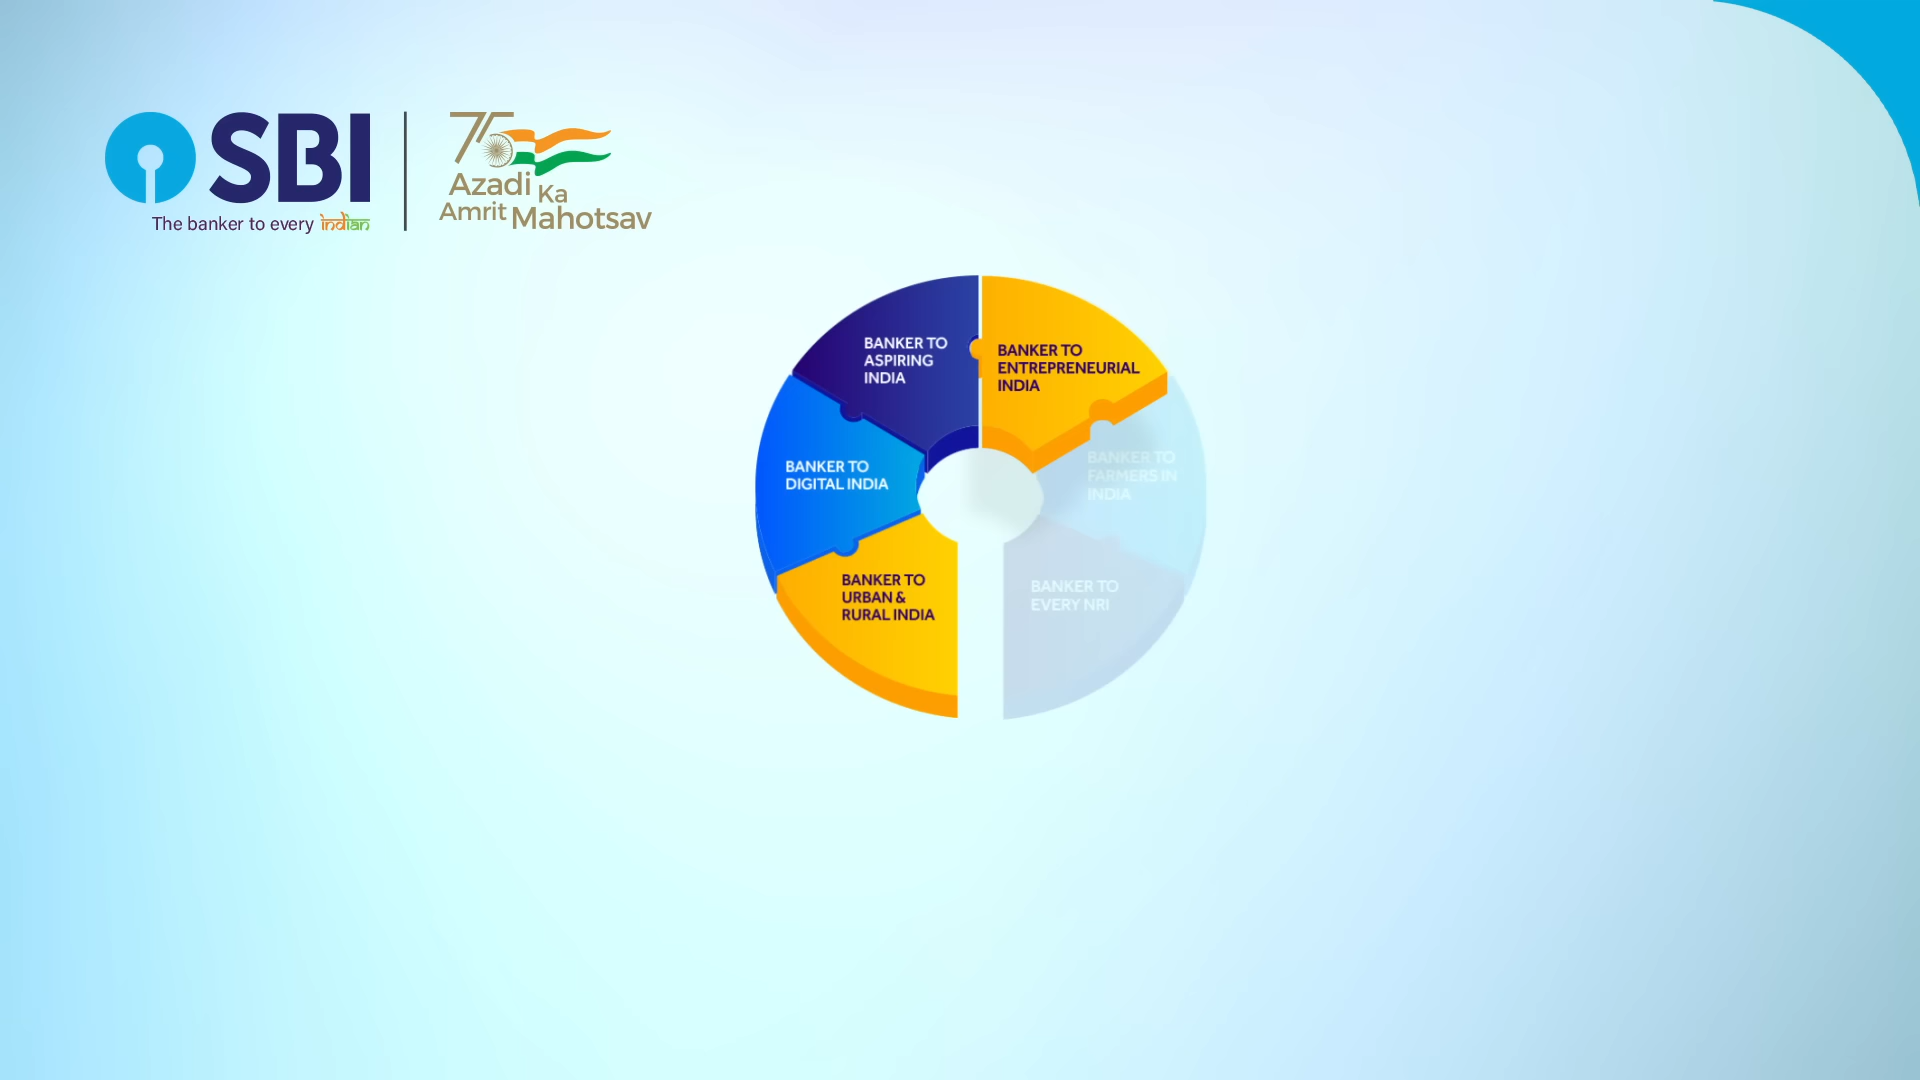 SBI
The banker to every indian
75
Azadi Ka
Amrit Mahotsav
BANKER TO
ASPIRING
INDIA
BANKER TO
ENTREPRENEURIAL
INDIA
BANKER TO
DIGITAL INDIA
BANKER TO
FARMERS IN
INDIA
BANKER TO
URBAN &
RURAL INDIA
BANKER TO
EVERY NRI